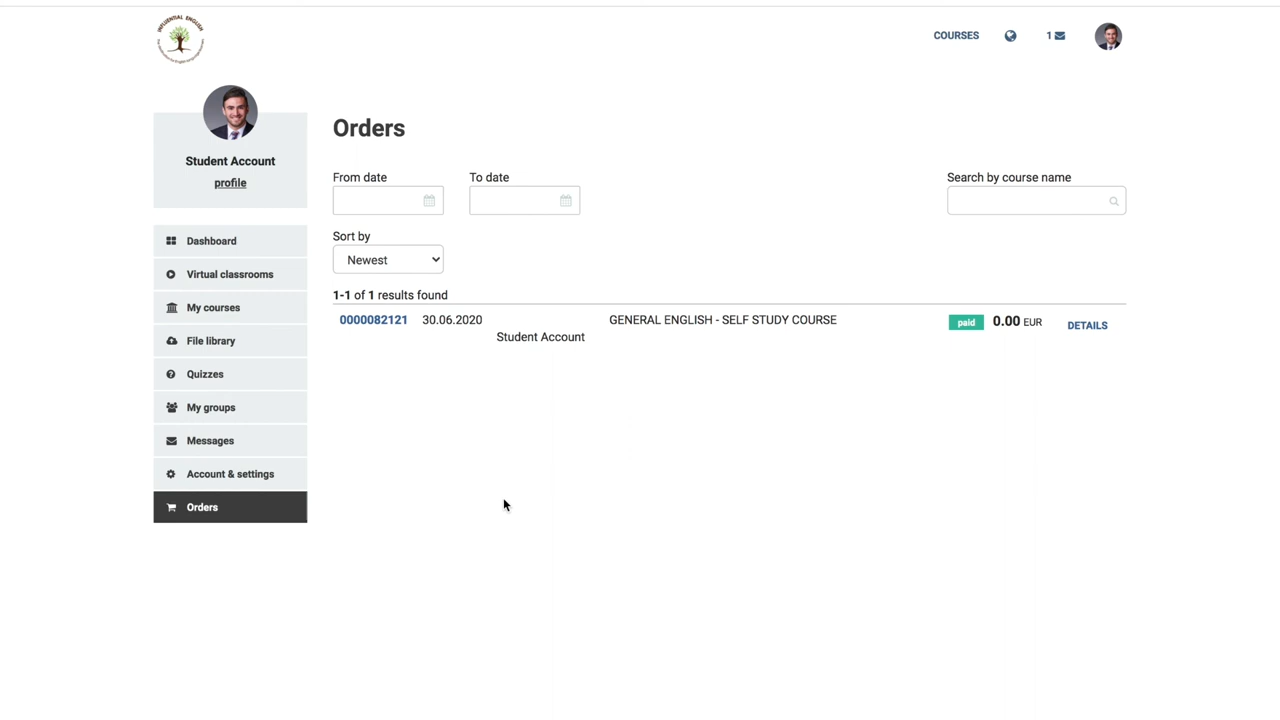 INFLUENTIAL ENGLISH
COURSES
1
Student Account
profile
Dashboard
Virtual classrooms
My courses
File library
Quizzes
My groups
Messages
Account & settings
Orders
Orders
From date
To date
Search by course name
Sort by
Newest
1-1 of 1 results found
0000082121 30.06.2020 GENERAL ENGLISH - SELF STUDY COURSE paid 0.00 EUR DETAILS
Student Account